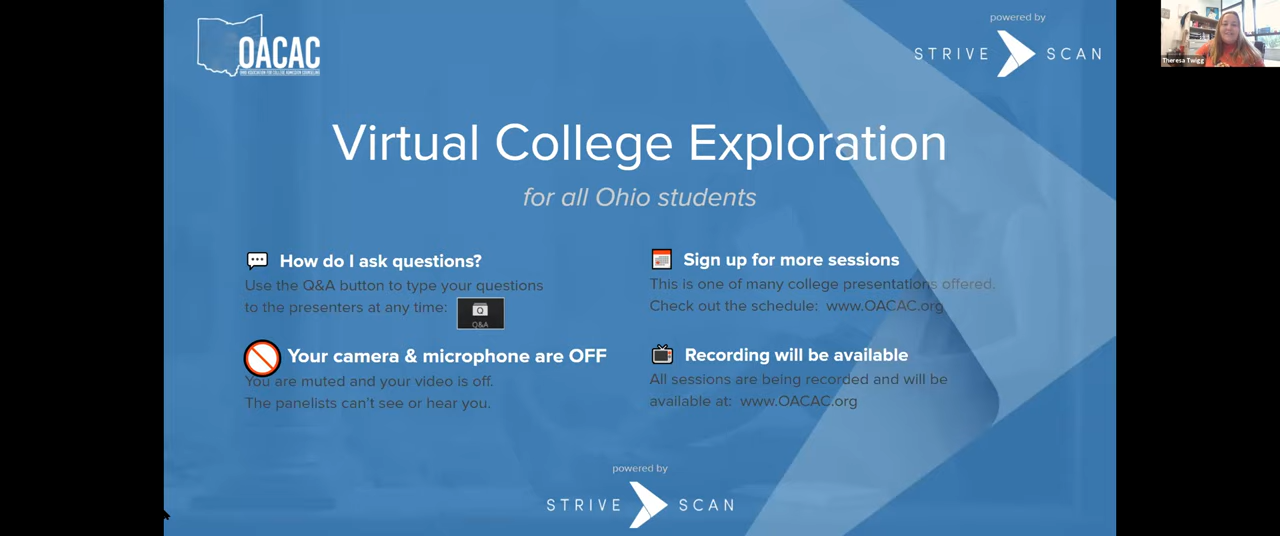 OACAC
powered by
STRIVE SCAN
Theresa Twigg
Virtual College Exploration
for all Ohio students
How do I ask questions?
Use the Q&A button to type your questions
to the presenters at any time:
Q
Q&A
Your camera & microphone are OFF
You are muted and your video is off.
The panelists can't see or hear you.
Sign up for more sessions
This is one of many college presentations offered.
Check out the schedule: www.OACAC.org
Recording will be available
All sessions are being recorded and will be
available at: www.OACAC.org
powered by
STRIVE SCAN